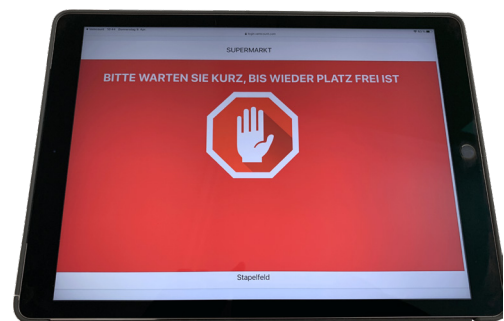 SUPERMARKT
BITTE WARTEN SIE KURZ, BIS WIEDER PLATZ FREI IST
Stapelfeld